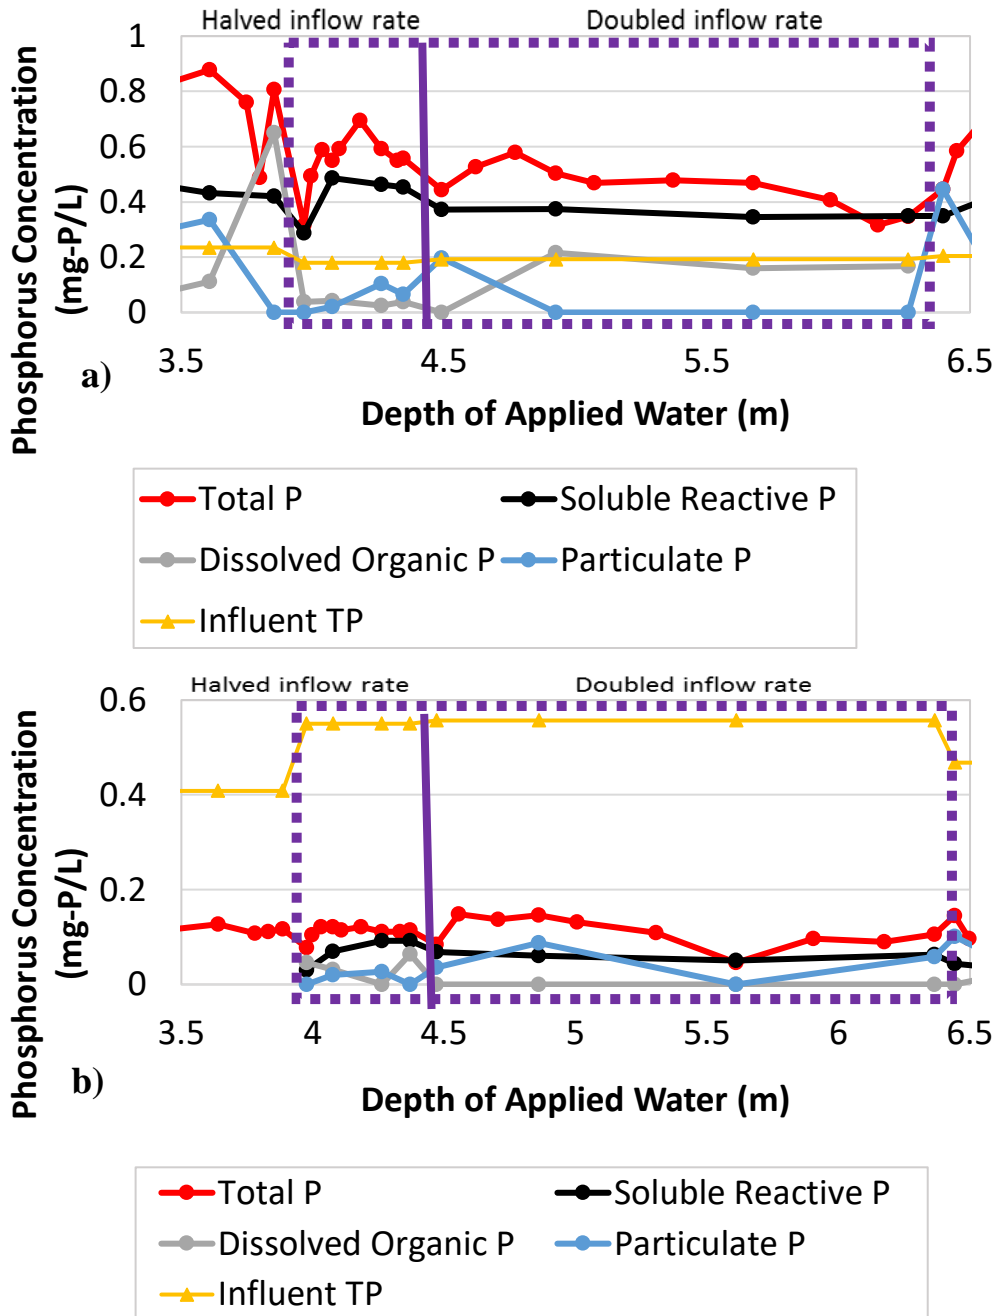 Halved inflow rate Doubled inflow rate
Phosphorus Concentration
(mg-P/L)
1
0.8
0.6
0.4
0.2
0
3.5 4.5 5.5 6.5
a)
Depth of Applied Water (m)
Total P Soluble Reactive P
Dissolved Organic P Particulate P
Influent TP
Halved inflow rate Doubled inflow rate
Phosphorus Concentration
(mg-P/L)
0.6
0.4
0.2
0
3.5 4 4.5 5 5.5 6 6.5
b)
Depth of Applied Water (m)
Total P Soluble Reactive P
Dissolved Organic P Particulate P
Influent TP